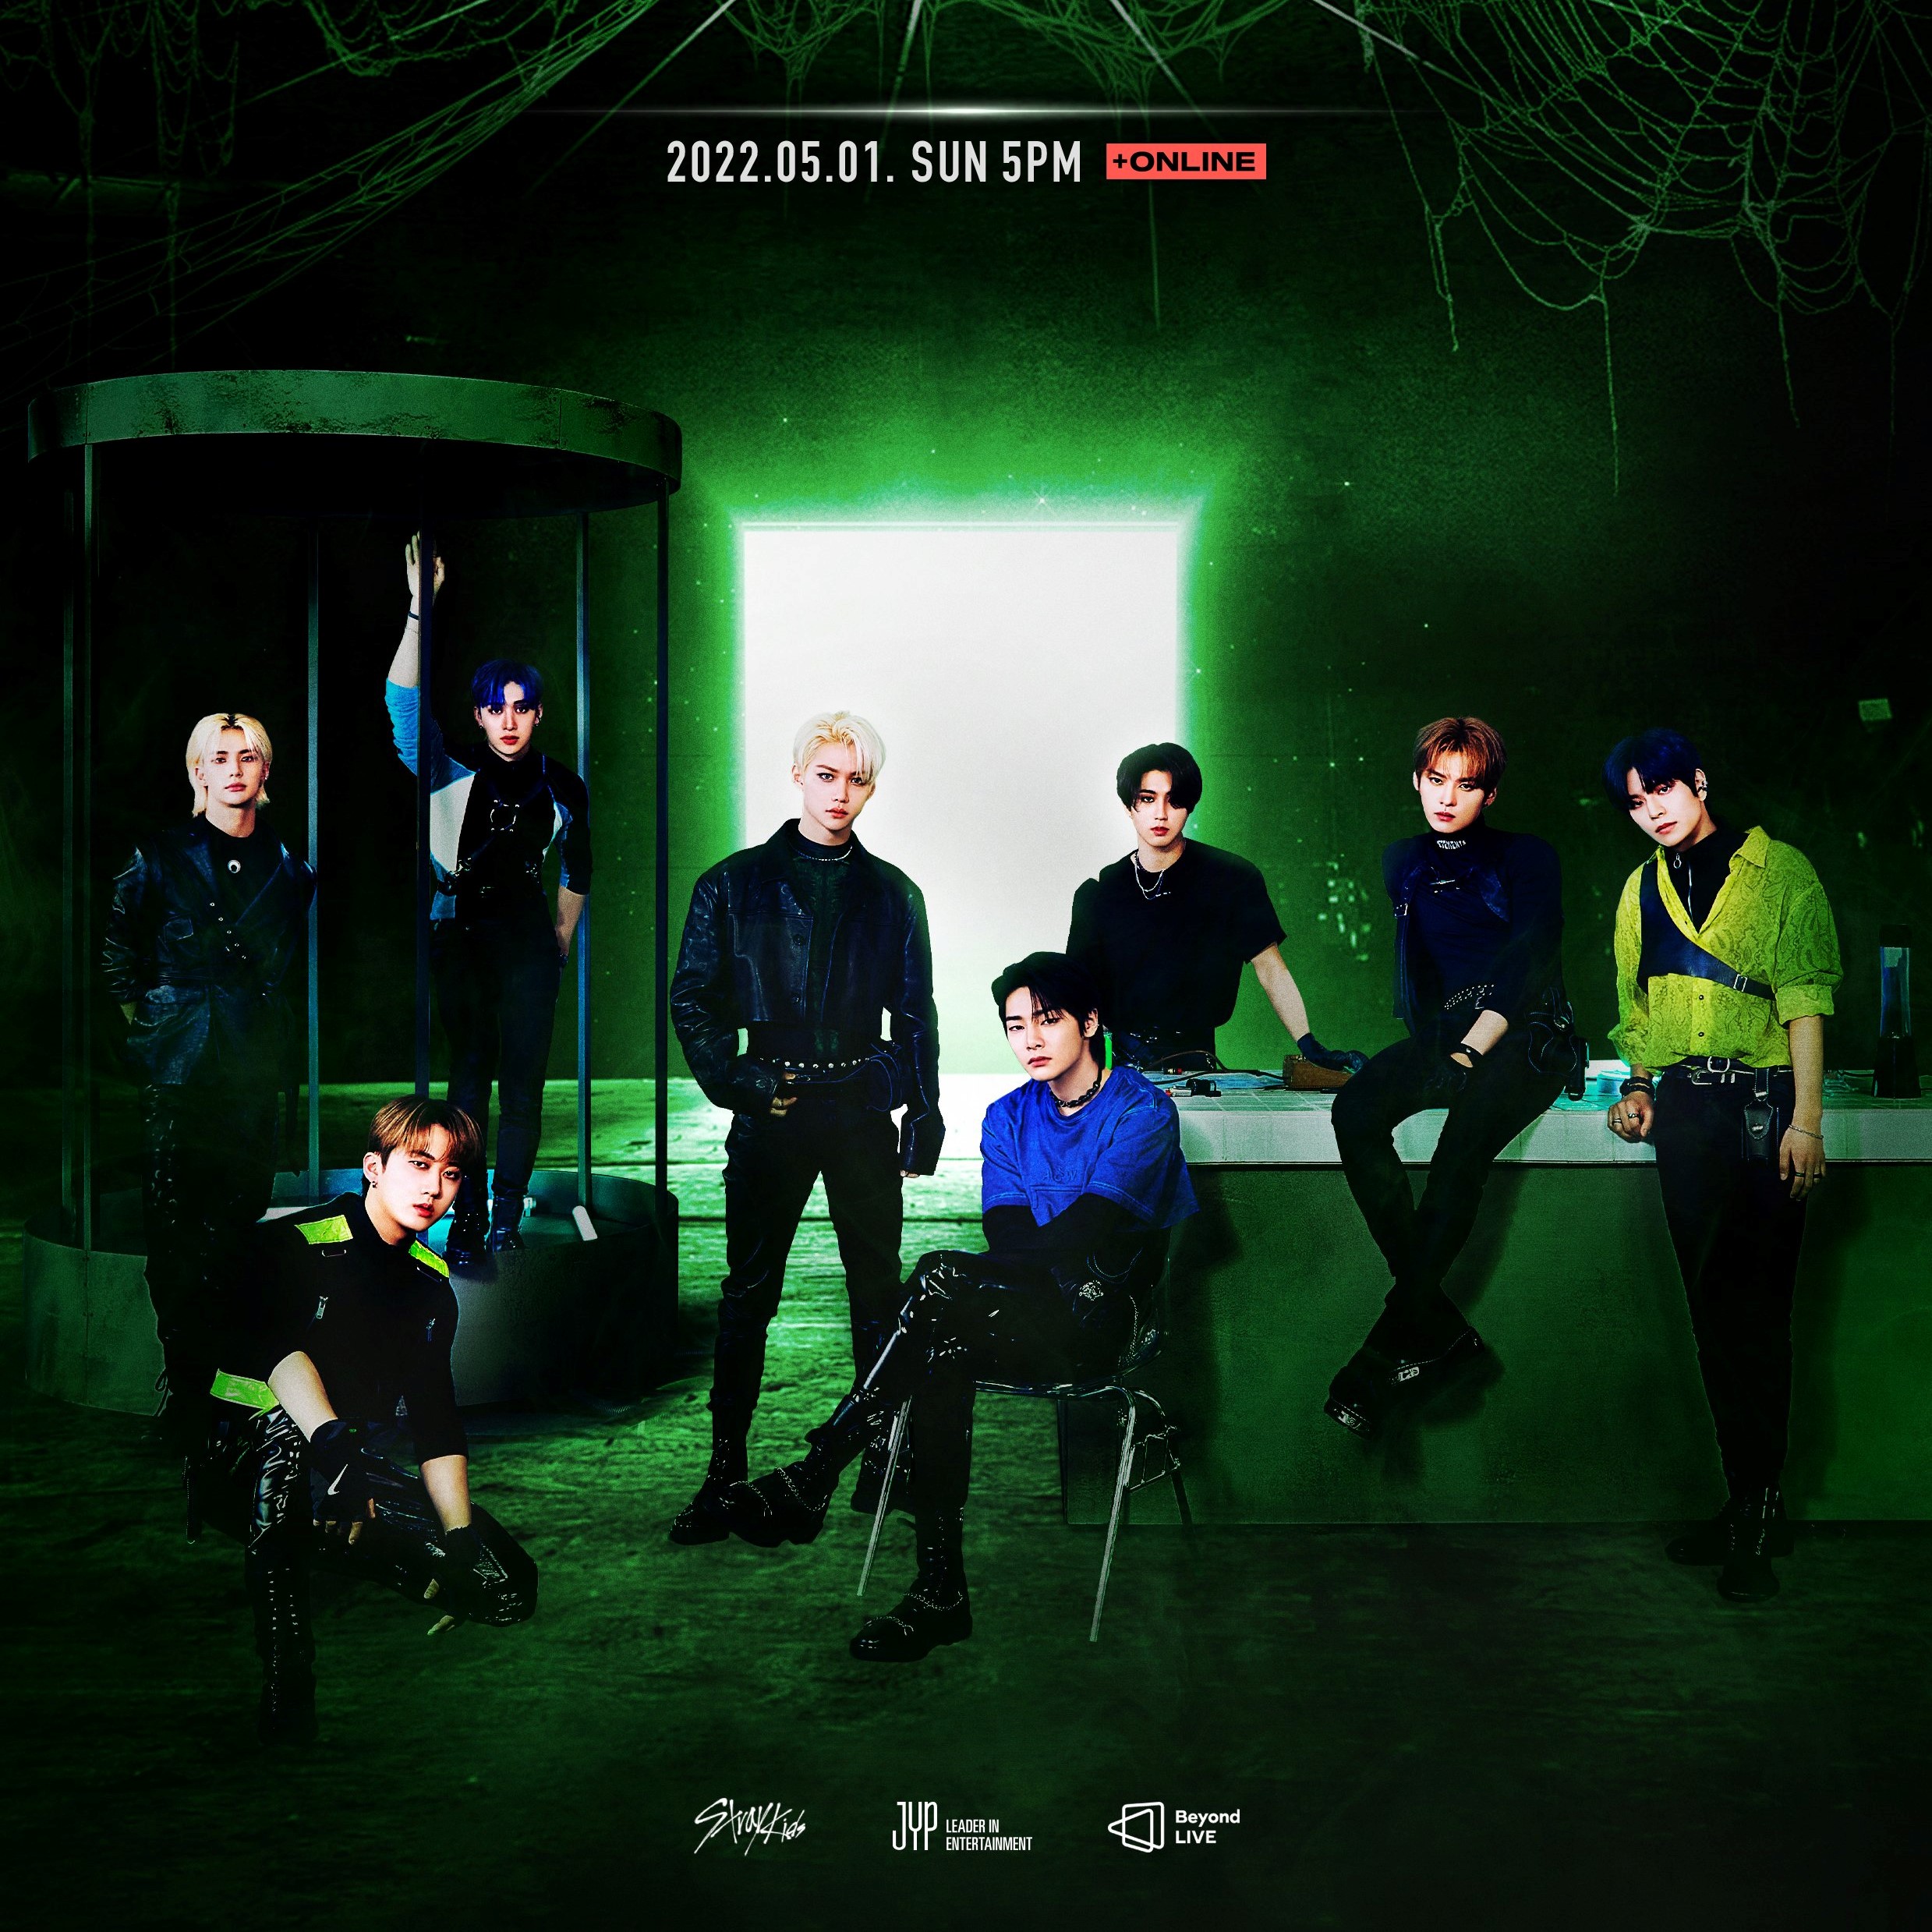 2022.05.01. SUN 5PM +ONLINE
Stray Kids
JYP LEADER IN
ENTERTAINMENT
Beyond
LIVE